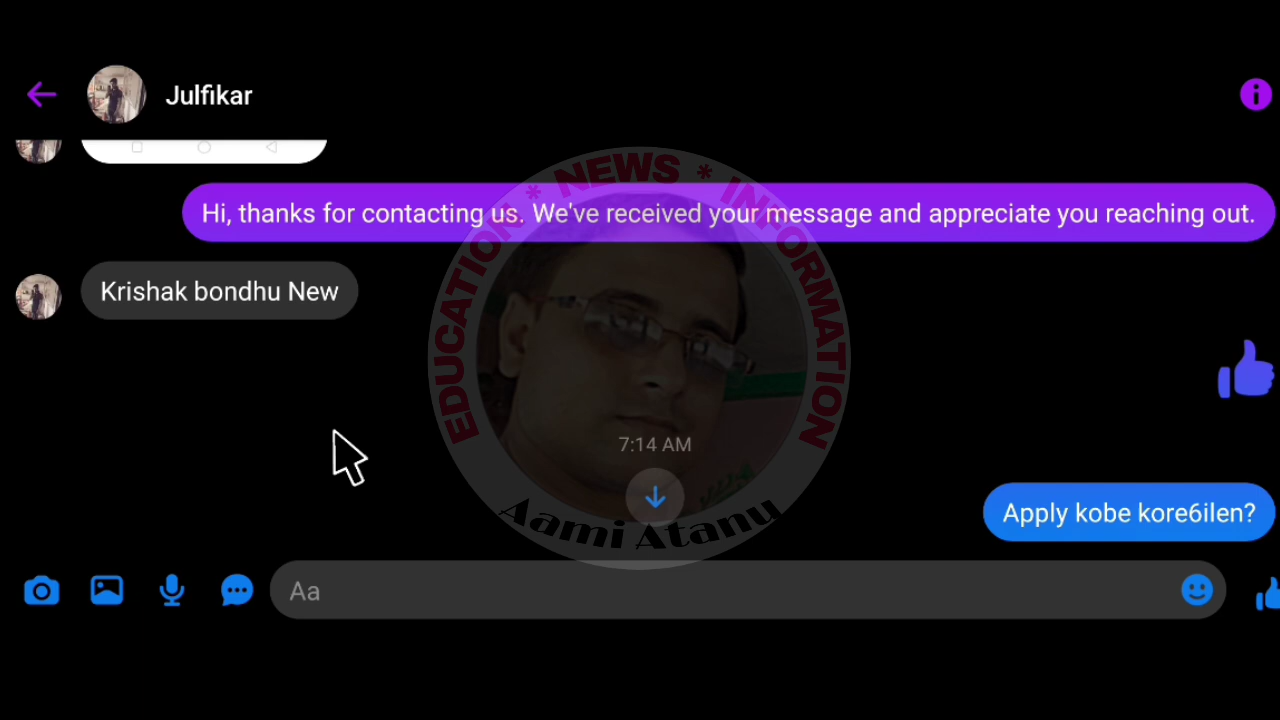 Julfikar
Hi, thanks for contacting us. We've received your message and appreciate you reaching out.
Krishak bondhu New
EDUCATION * NEWS * INFORMATION
7:14 AM
Aami Atanu
Apply kobe kore6ilen?
Aa